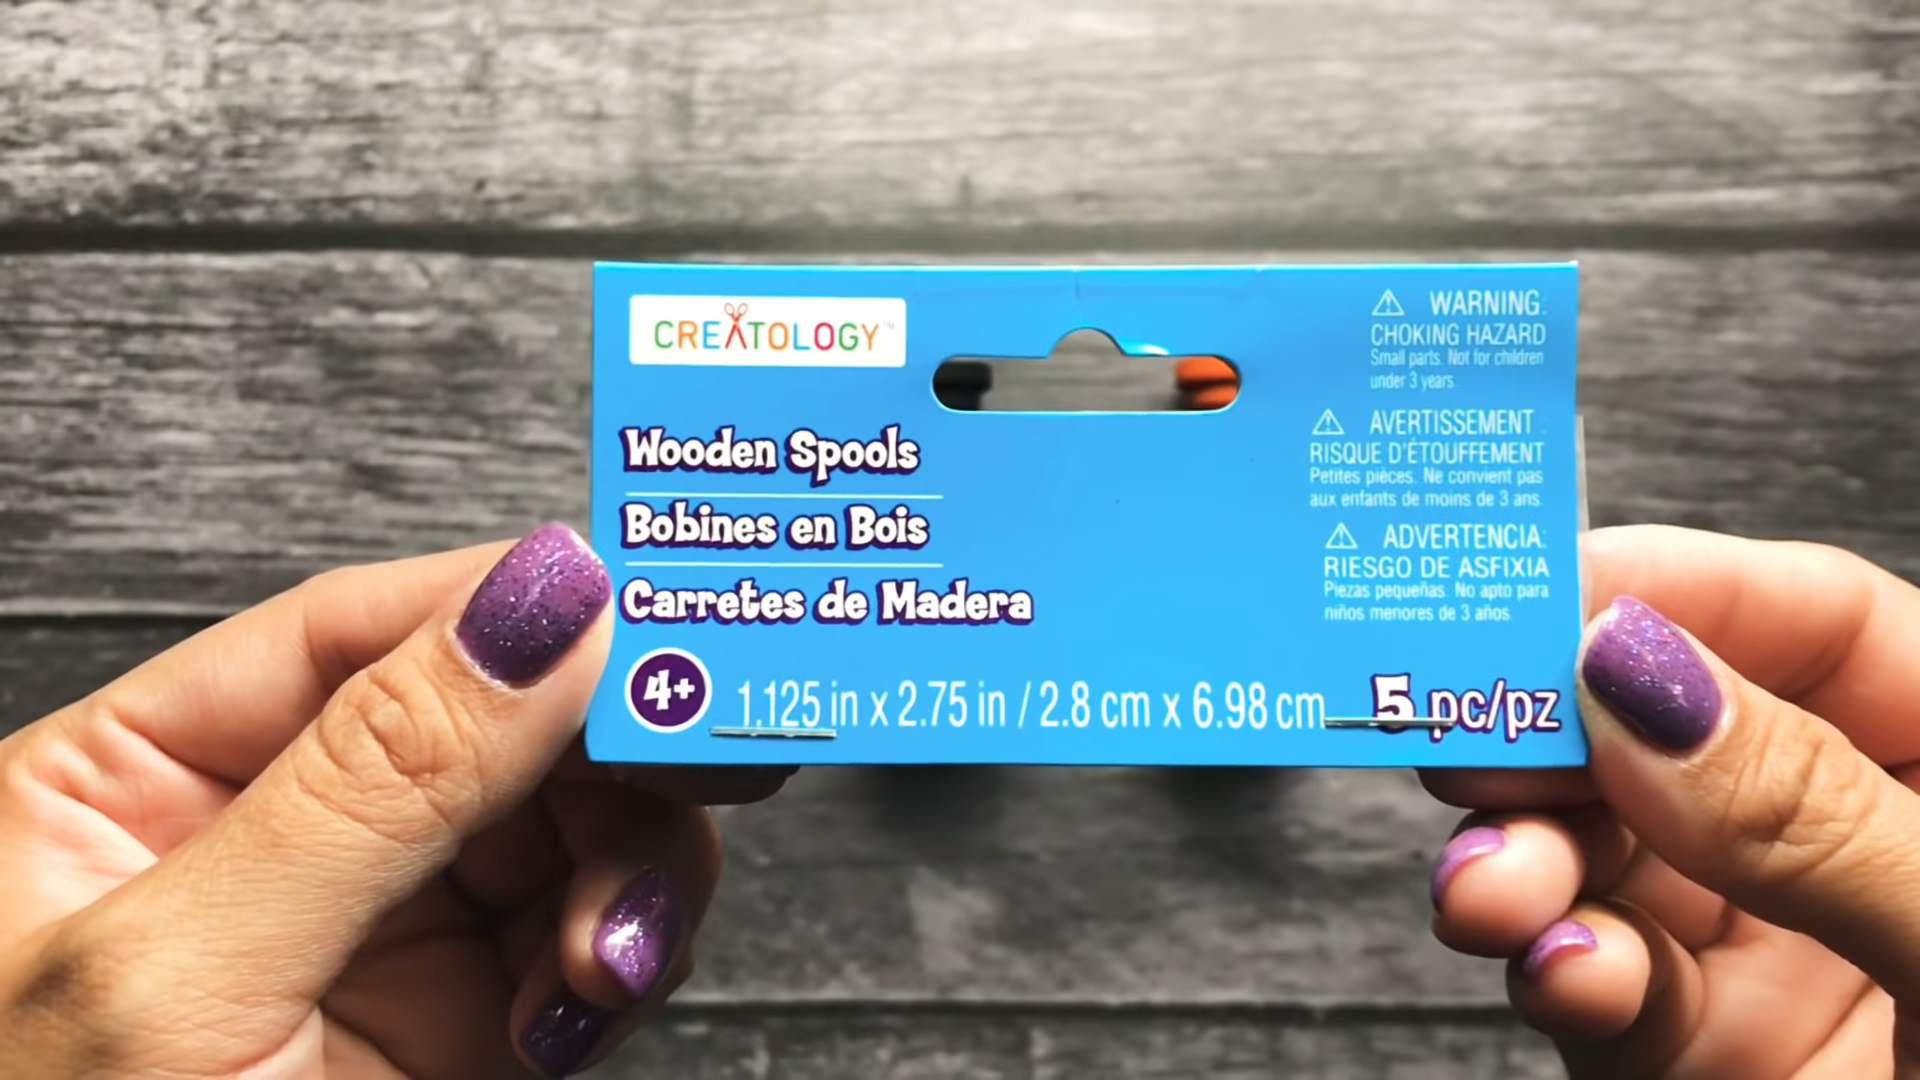 CREATOLOGY™
Wooden Spools
Bobines en Bois
Carretes de Madera
4+
1.125 in x 2.75 in / 2.8 cm x 6.98 cm
5 pc/pz
⚠ WARNING:
CHOKING HAZARD
Small parts. Not for children
under 3 years.
⚠ AVERTISSEMENT :
RISQUE D'ÉTOUFFEMENT
Petites pièces. Ne convient pas
aux enfants de moins de 3 ans.
⚠ ADVERTENCIA:
RIESGO DE ASFIXIA
Piezas pequeñas. No apto para
niños menores de 3 años.